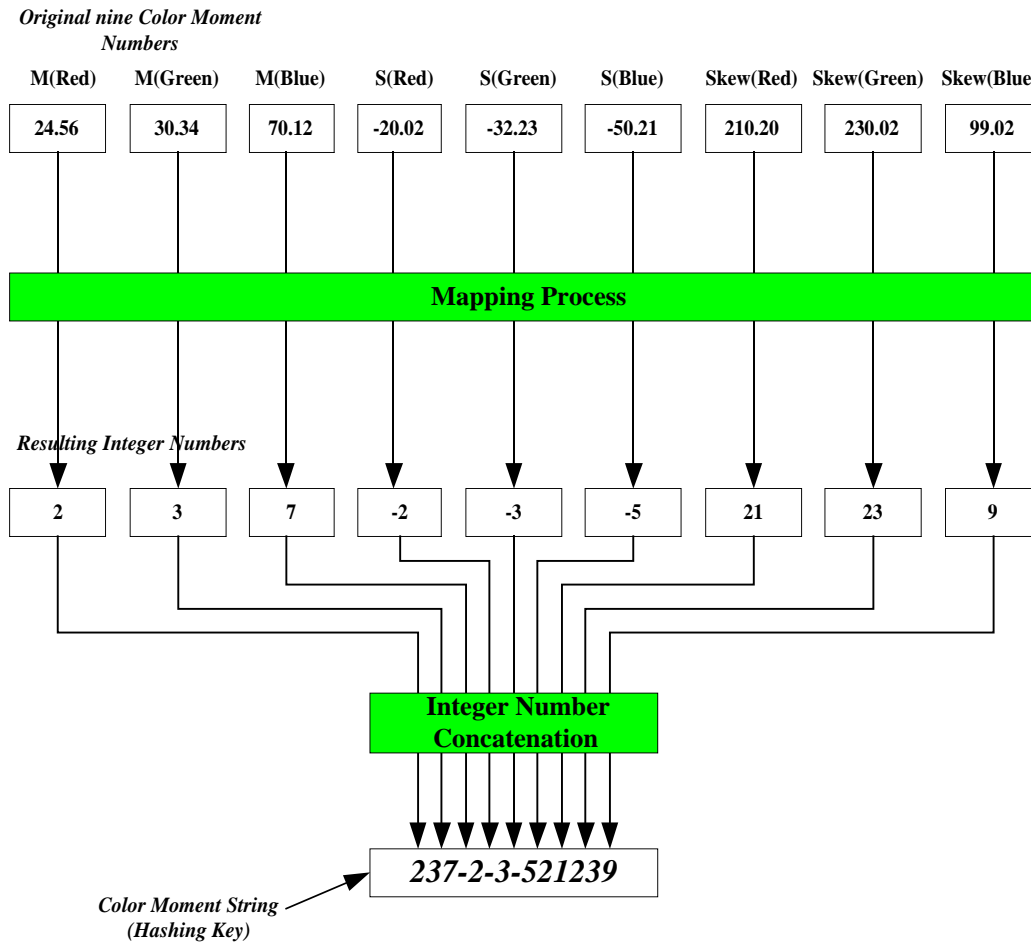 Original nine Color Moment
Numbers
M(Red) M(Green) M(Blue) S(Red) S(Green) S(Blue) Skew(Red) Skew(Green) Skew(Blue
24.56 30.34 70.12 -20.02 -32.23 -50.21 210.20 230.02 99.02
Mapping Process
Resulting Integer Numbers
2 3 7 -2 -3 -5 21 23 9
Integer Number
Concatenation
237-2-3-521239
Color Moment String
(Hashing Key)